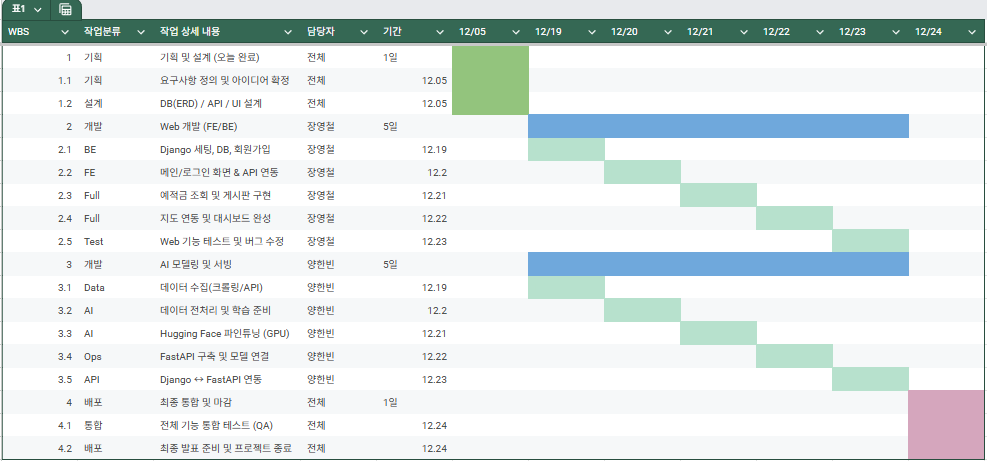 표1
WBS 작업분류 작업 상세 내용 담당자 기간 12/05 12/19 12/20 12/21 12/22 12/23 12/24
1 기획 기획 및 설계 (오늘 완료) 전체 1일
1.1 기획 요구사항 정의 및 아이디어 확정 전체 12.05
1.2 설계 DB(ERD) / API / UI 설계 전체 12.05
2 개발 Web 개발 (FE/BE) 장영철 5일
2.1 BE Django 세팅, DB, 회원가입 장영철 12.19
2.2 FE 메인/로그인 화면 & API 연동 장영철 12.2
2.3 Full 예적금 조회 및 게시판 구현 장영철 12.21
2.4 Full 지도 연동 및 대시보드 완성 장영철 12.22
2.5 Test Web 기능 테스트 및 버그 수정 장영철 12.23
3 개발 AI 모델링 및 서빙 양한빈 5일
3.1 Data 데이터 수집(크롤링/API) 양한빈 12.19
3.2 AI 데이터 전처리 및 학습 준비 양한빈 12.2
3.3 AI Hugging Face 파인튜닝 (GPU) 양한빈 12.21
3.4 Ops FastAPI 구축 및 모델 연결 양한빈 12.22
3.5 API Django ↔ FastAPI 연동 양한빈 12.23
4 배포 최종 통합 및 마감 전체 1일
4.1 통합 전체 기능 통합 테스트 (QA) 전체 12.24
4.2 배포 최종 발표 준비 및 프로젝트 종료 전체 12.24